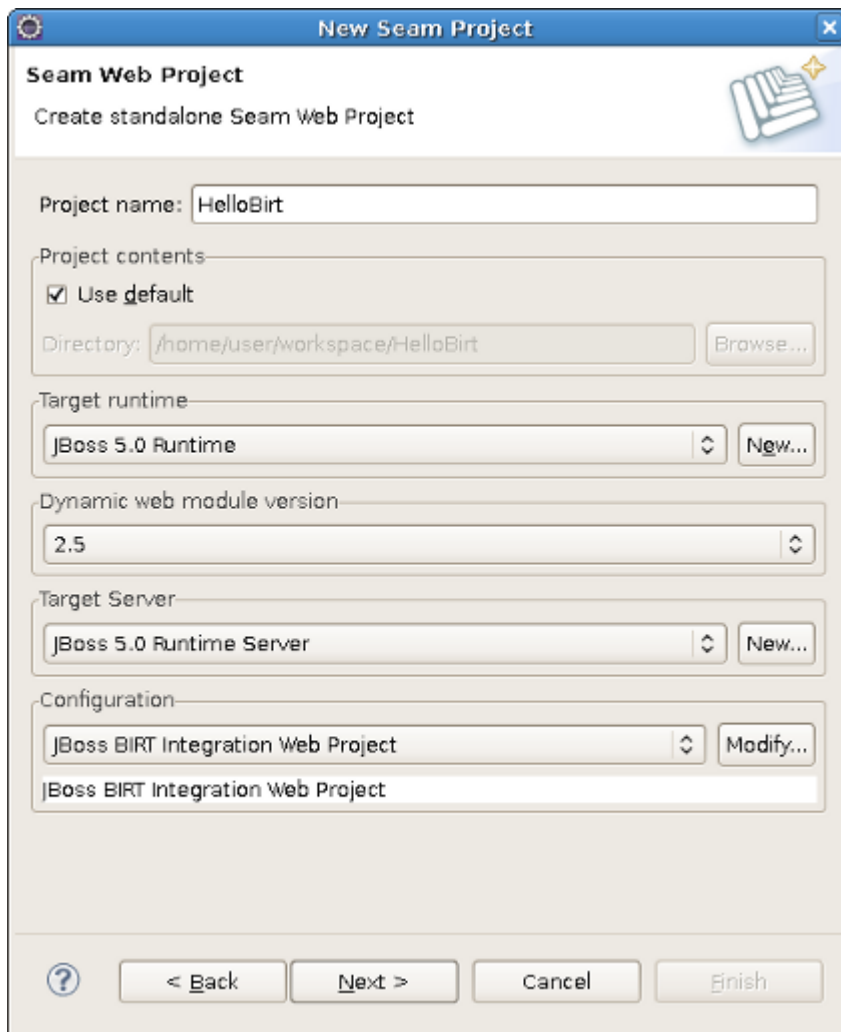 New Seam Project
Seam Web Project
Create standalone Seam Web Project
Project name: HelloBirt
Project contents
Use default
Directory: /home/user/workspace/HelloBirt Browse...
Target runtime
JBoss 5.0 Runtime New...
Dynamic web module version
2.5
Target Server
JBoss 5.0 Runtime Server New...
Configuration
JBoss BIRT Integration Web Project Modify...
JBoss BIRT Integration Web Project
? < Back Next > Cancel Finish